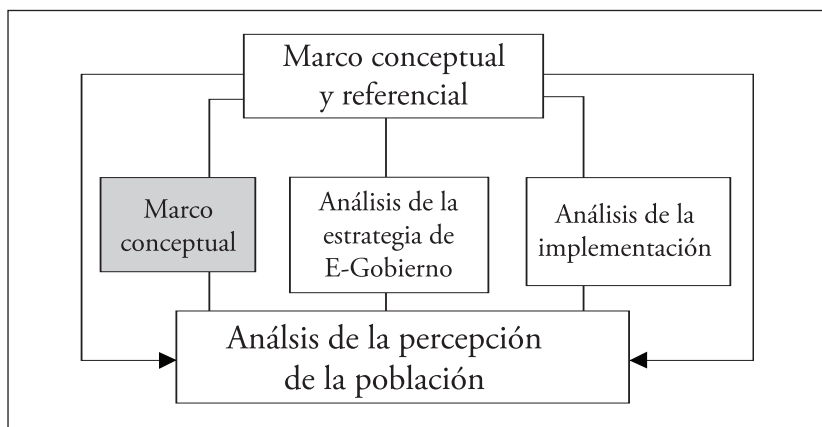 Marco conceptual
y referencial
Marco
conceptual
Análisis de la
estrategia de
E-Gobierno
Análisis de la
implementación
Análsis de la percepción
de la población